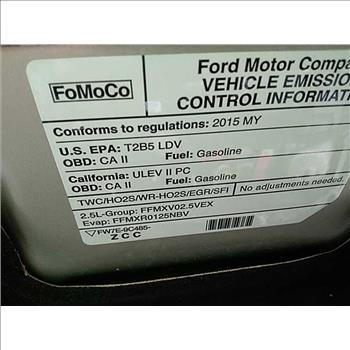 FoMoCo
Ford Motor Compa
VEHICLE EMISSIO
CONTROL INFORMAT
Conforms to regulations: 2015 MY
U.S. EPA: T2B5 LDV
OBD: CA II Fuel: Gasoline
California: ULEV II PC
OBD: CA II Fuel: Gasoline
No adjustments needed.
TWC/HO2S/WR-HO2S/EGR/SFI
2.5L-Group: FFMXV02.5VEX
Evap: FFMXR0125NBV
FW7E-9C485-
ZCC